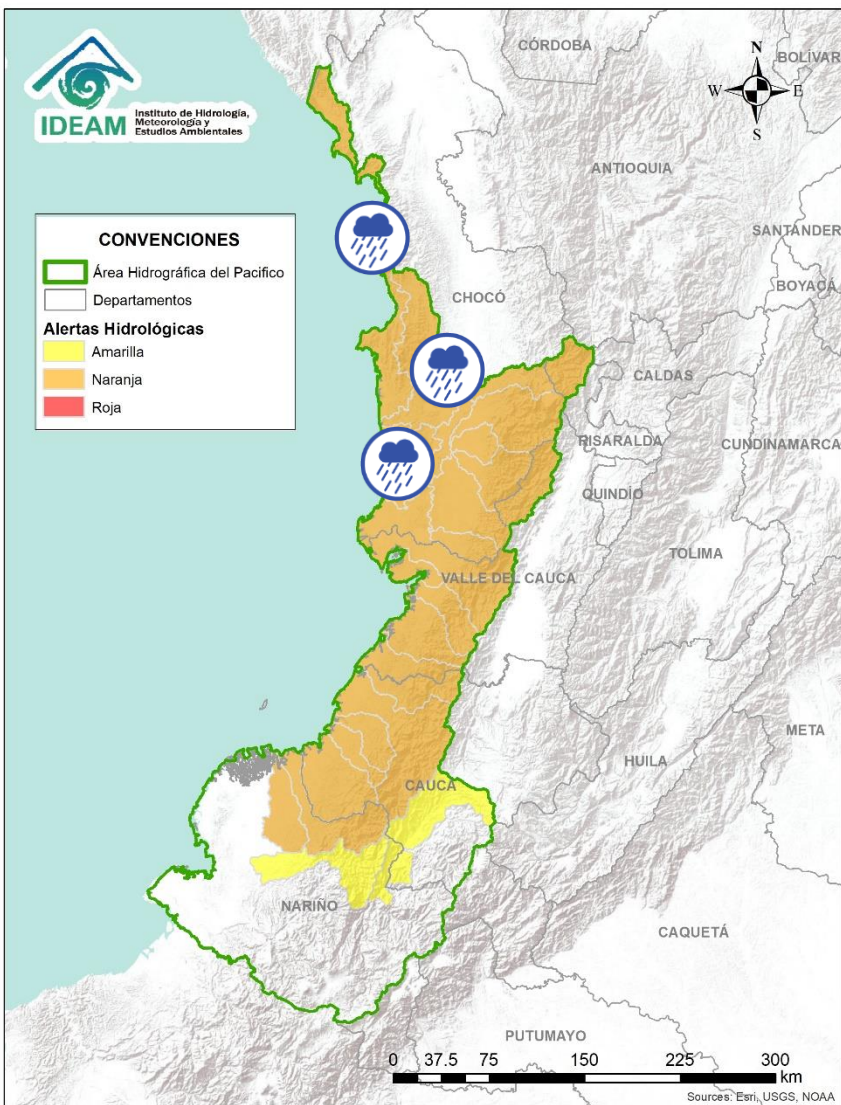 IDEAM
Instituto de Hidrología,
Meteorología y
Estudios Ambientales
N
W
E
S
CÓRDOBA
BOLÍVAR
ANTIOQUIA
SANTANDER
BOYACÁ
CHOCÓ
CALDAS
RISARALDA
CUNDINAMARCA
QUINDÍO
TOLIMA
VALLE DEL CAUCA
META
HUILA
CAUCA
NARIÑO
CAQUETÁ
PUTUMAYO
CONVENCIONES
Área Hidrográfica del Pacifico
Departamentos
Alertas Hidrológicas
Amarilla
Naranja
Roja
0 37.5 75 150 225 300
km
Sources: Esri, USGS, NOAA